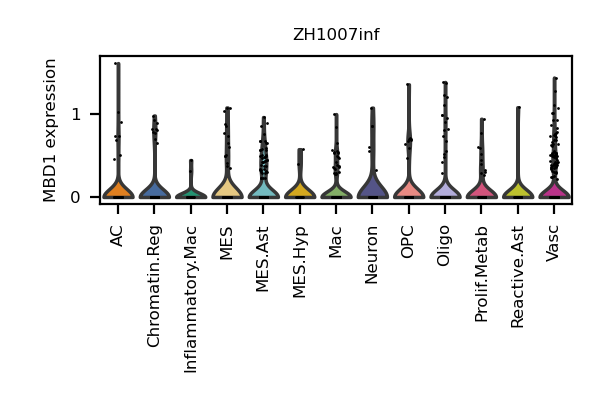 ZH1007inf
MBD1 expression
1
0
AC
Chromatin.Reg
Inflammatory.Mac
MES
MES.Ast
MES.Hyp
Mac
Neuron
OPC
Oligo
Prolif.Metab
Reactive.Ast
Vasc